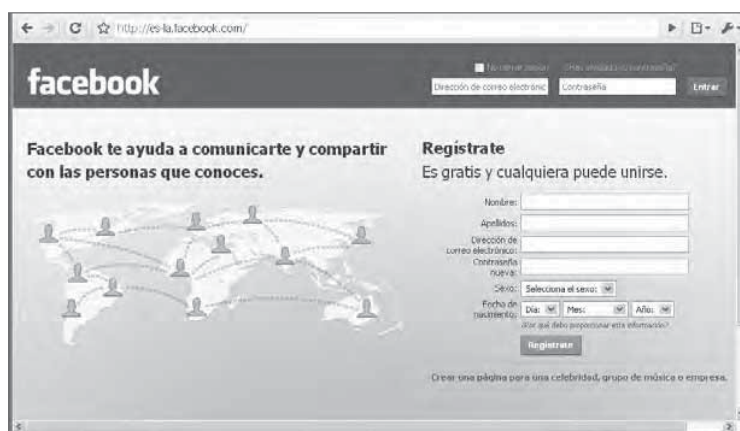 http://es-la.facebook.com/
facebook
No cerrar sesión ¿Has olvidado tu contraseña?
Dirección de correo electrónic Contraseña Entrar
Facebook te ayuda a comunicarte y compartir
con las personas que conoces.
Regístrate
Es gratis y cualquiera puede unirse.
Nombre:
Apellidos:
Dirección de
correo electrónico:
Contraseña
nueva:
Sexo: Selecciona el sexo:
Fecha de
nacimiento: Día: Mes: Año:
¿Por qué debo proporcionar esta información?
Regístrate
Crear una página para una celebridad, grupo de música o empresa.